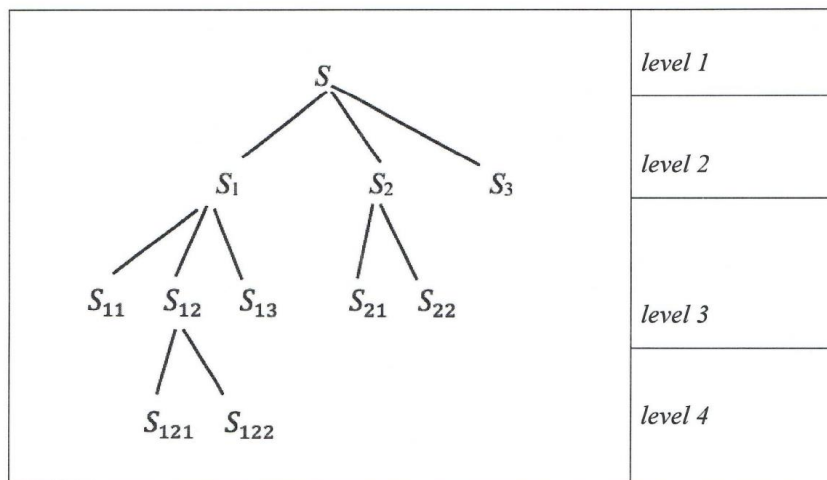 S
level 1
S₁ S₂ S₃
level 2
S₁₁ S₁₂ S₁₃ S₂₁ S₂₂
level 3
S₁₂₁ S₁₂₂
level 4